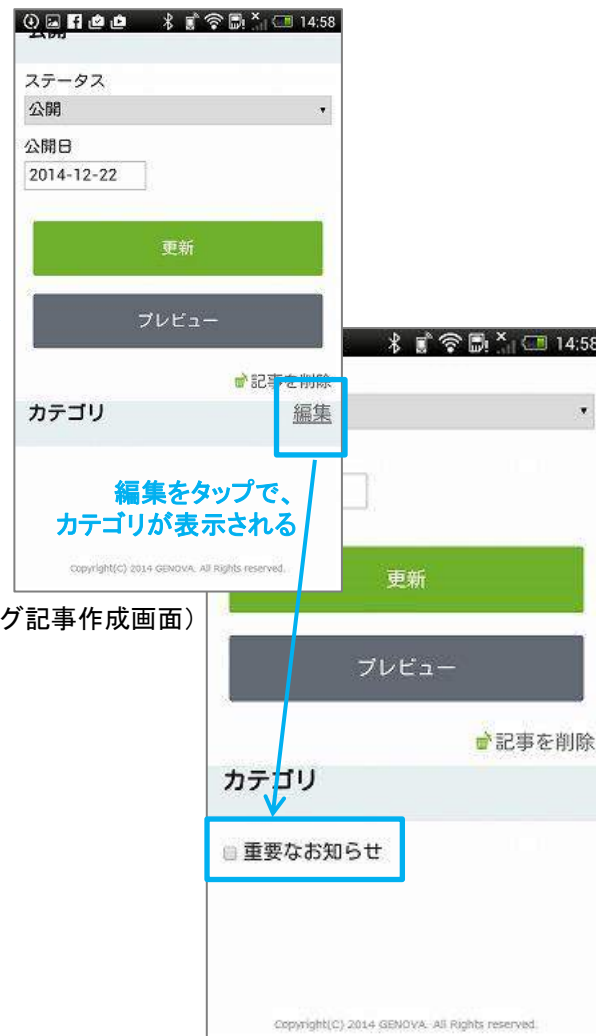 14:58
公開
ステータス
公開
公開日
2014-12-22
更新
プレビュー
記事を削除
カテゴリ
編集
編集をタップで、
カテゴリが表示される
Copyright(C) 2014 GENOVA. All Rights reserved.
グ記事作成画面）
14:58
更新
プレビュー
記事を削除
カテゴリ
重要なお知らせ
Copyright(C) 2014 GENOVA. All Rights reserved.